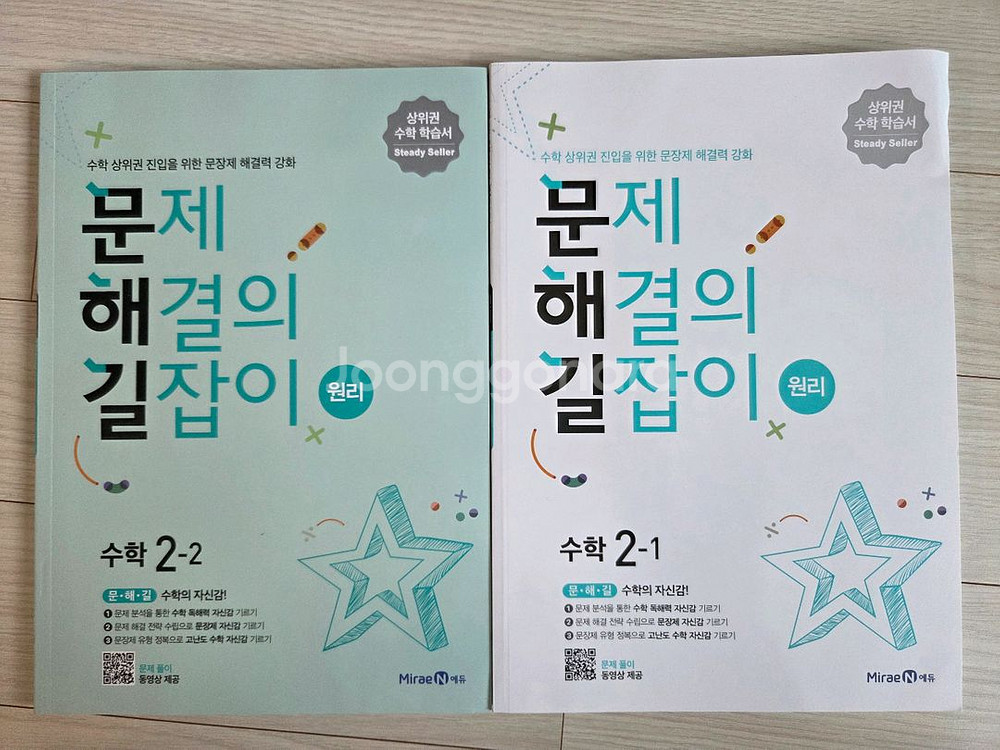 상위권
수학 학습서
Steady Seller
수학 상위권 진입을 위한 문장제 해결력 강화
문제
해결의
길잡이
원리
수학 2-2
문·해·길 수학의 자신감!
1 문제 분석을 통한 수학 독해력 자신감 기르기
2 문제 해결 전략 수립으로 문장제 자신감 기르기
3 문장제 유형 정복으로 고난도 수학 자신감 기르기
문제 풀이
동영상 제공
Mirae N 에듀
상위권
수학 학습서
Steady Seller
수학 상위권 진입을 위한 문장제 해결력 강화
문제
해결의
길잡이
원리
수학 2-1
문·해·길 수학의 자신감!
1 문제 분석을 통한 수학 독해력 자신감 기르기
2 문제 해결 전략 수립으로 문장제 자신감 기르기
3 문장제 유형 정복으로 고난도 수학 자신감 기르기
문제 풀이
동영상 제공
Mirae N 에듀
joonggonara